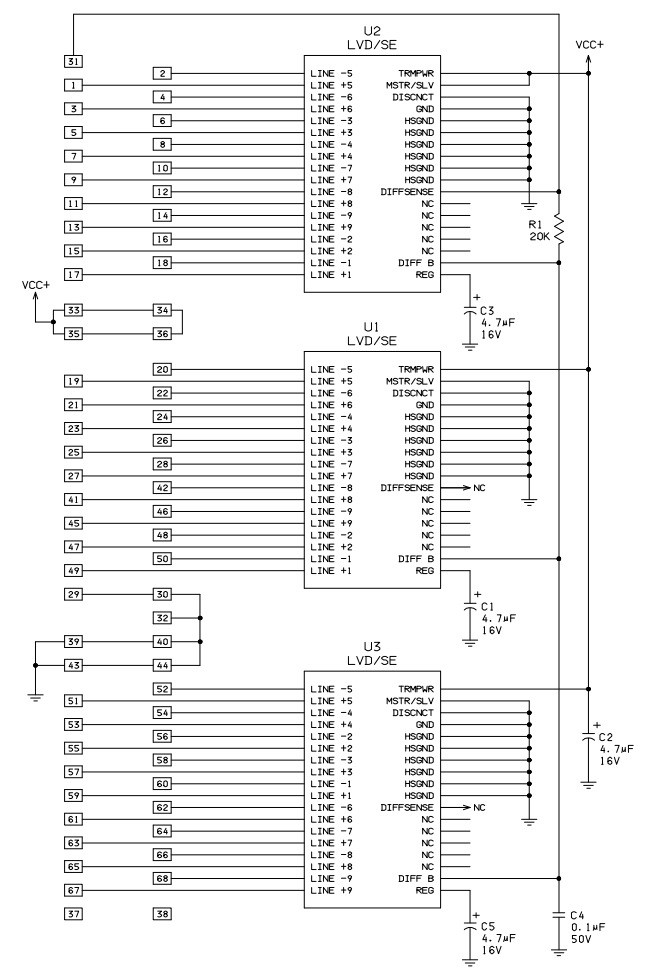 U2
LVD/SE
VCC+
31
2 LINE -5 TRMPWR
1 LINE +5 MSTR/SLV
4 LINE -6 DISCNCT
3 LINE +6 GND
6 LINE -3 HSGND
5 LINE +3 HSGND
8 LINE -4 HSGND
7 LINE +4 HSGND
10 LINE -7 HSGND
9 LINE +7 HSGND
12 LINE -8 DIFFSENSE
11 LINE +8 NC
14 LINE -9 NC
13 LINE +9 NC
16 LINE -2 NC
15 LINE +2 NC
18 LINE -1 DIFF B
17 LINE +1 REG
R1
20K
VCC+
33 34
35 36
+
C3
4.7µF
16V
U1
LVD/SE
20 LINE -5 TRMPWR
19 LINE +5 MSTR/SLV
22 LINE -6 DISCNCT
21 LINE +6 GND
24 LINE -4 HSGND
23 LINE +4 HSGND
26 LINE -3 HSGND
25 LINE +3 HSGND
28 LINE -7 HSGND
27 LINE +7 HSGND
42 LINE -8 DIFFSENSE NC
41 LINE +8 NC
46 LINE -9 NC
45 LINE +9 NC
48 LINE -2 NC
47 LINE +2 NC
50 LINE -1 DIFF B
49 LINE +1 REG
29 30
32
39 40
43 44
+
C1
4.7µF
16V
U3
LVD/SE
52 LINE -5 TRMPWR
51 LINE +5 MSTR/SLV
54 LINE -4 DISCNCT
53 LINE +4 GND
56 LINE -2 HSGND
55 LINE +2 HSGND
58 LINE -3 HSGND
57 LINE +3 HSGND
60 LINE -1 HSGND
59 LINE +1 HSGND
62 LINE -6 DIFFSENSE NC
61 LINE +6 NC
64 LINE -7 NC
63 LINE +7 NC
66 LINE -8 NC
65 LINE +8 NC
68 LINE -9 DIFF B
67 LINE +9 REG
+
C2
4.7µF
16V
37 38
+
C5
4.7µF
16V
C4
0.1µF
50V